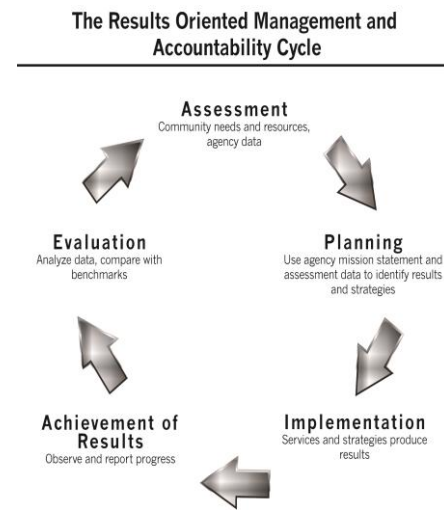 The Results Oriented Management and
Accountability Cycle
Assessment
Community needs and resources,
agency data
Evaluation
Analyze data, compare with
benchmarks
Planning
Use agency mission statement and
assessment data to identify results
and strategies
Achievement of
Results
Observe and report progress
Implementation
Services and strategies produce
results